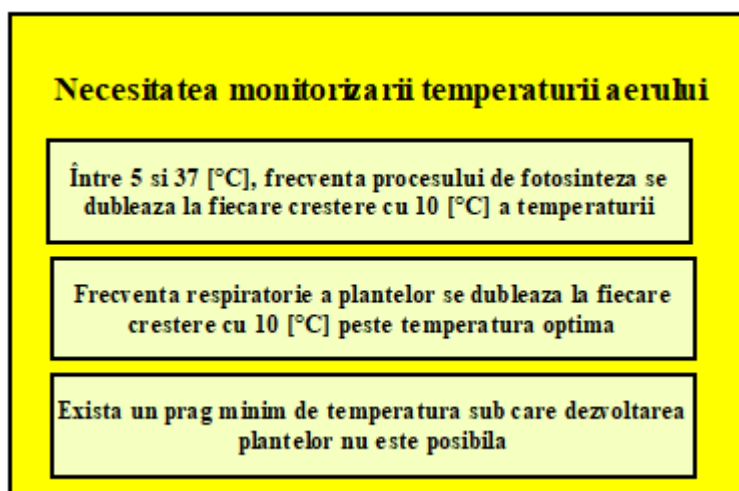 Necesitatea monitorizarii temperaturii aerului
Între 5 si 37 [°C], frecventa procesului de fotosinteza se
dubleaza la fiecare crestere cu 10 [°C] a temperaturii
Frecventa respiratorie a plantelor se dubleaza la fiecare
crestere cu 10 [°C] peste temperatura optima
Exista un prag minim de temperatura sub care dezvoltarea
plantelor nu este posibila